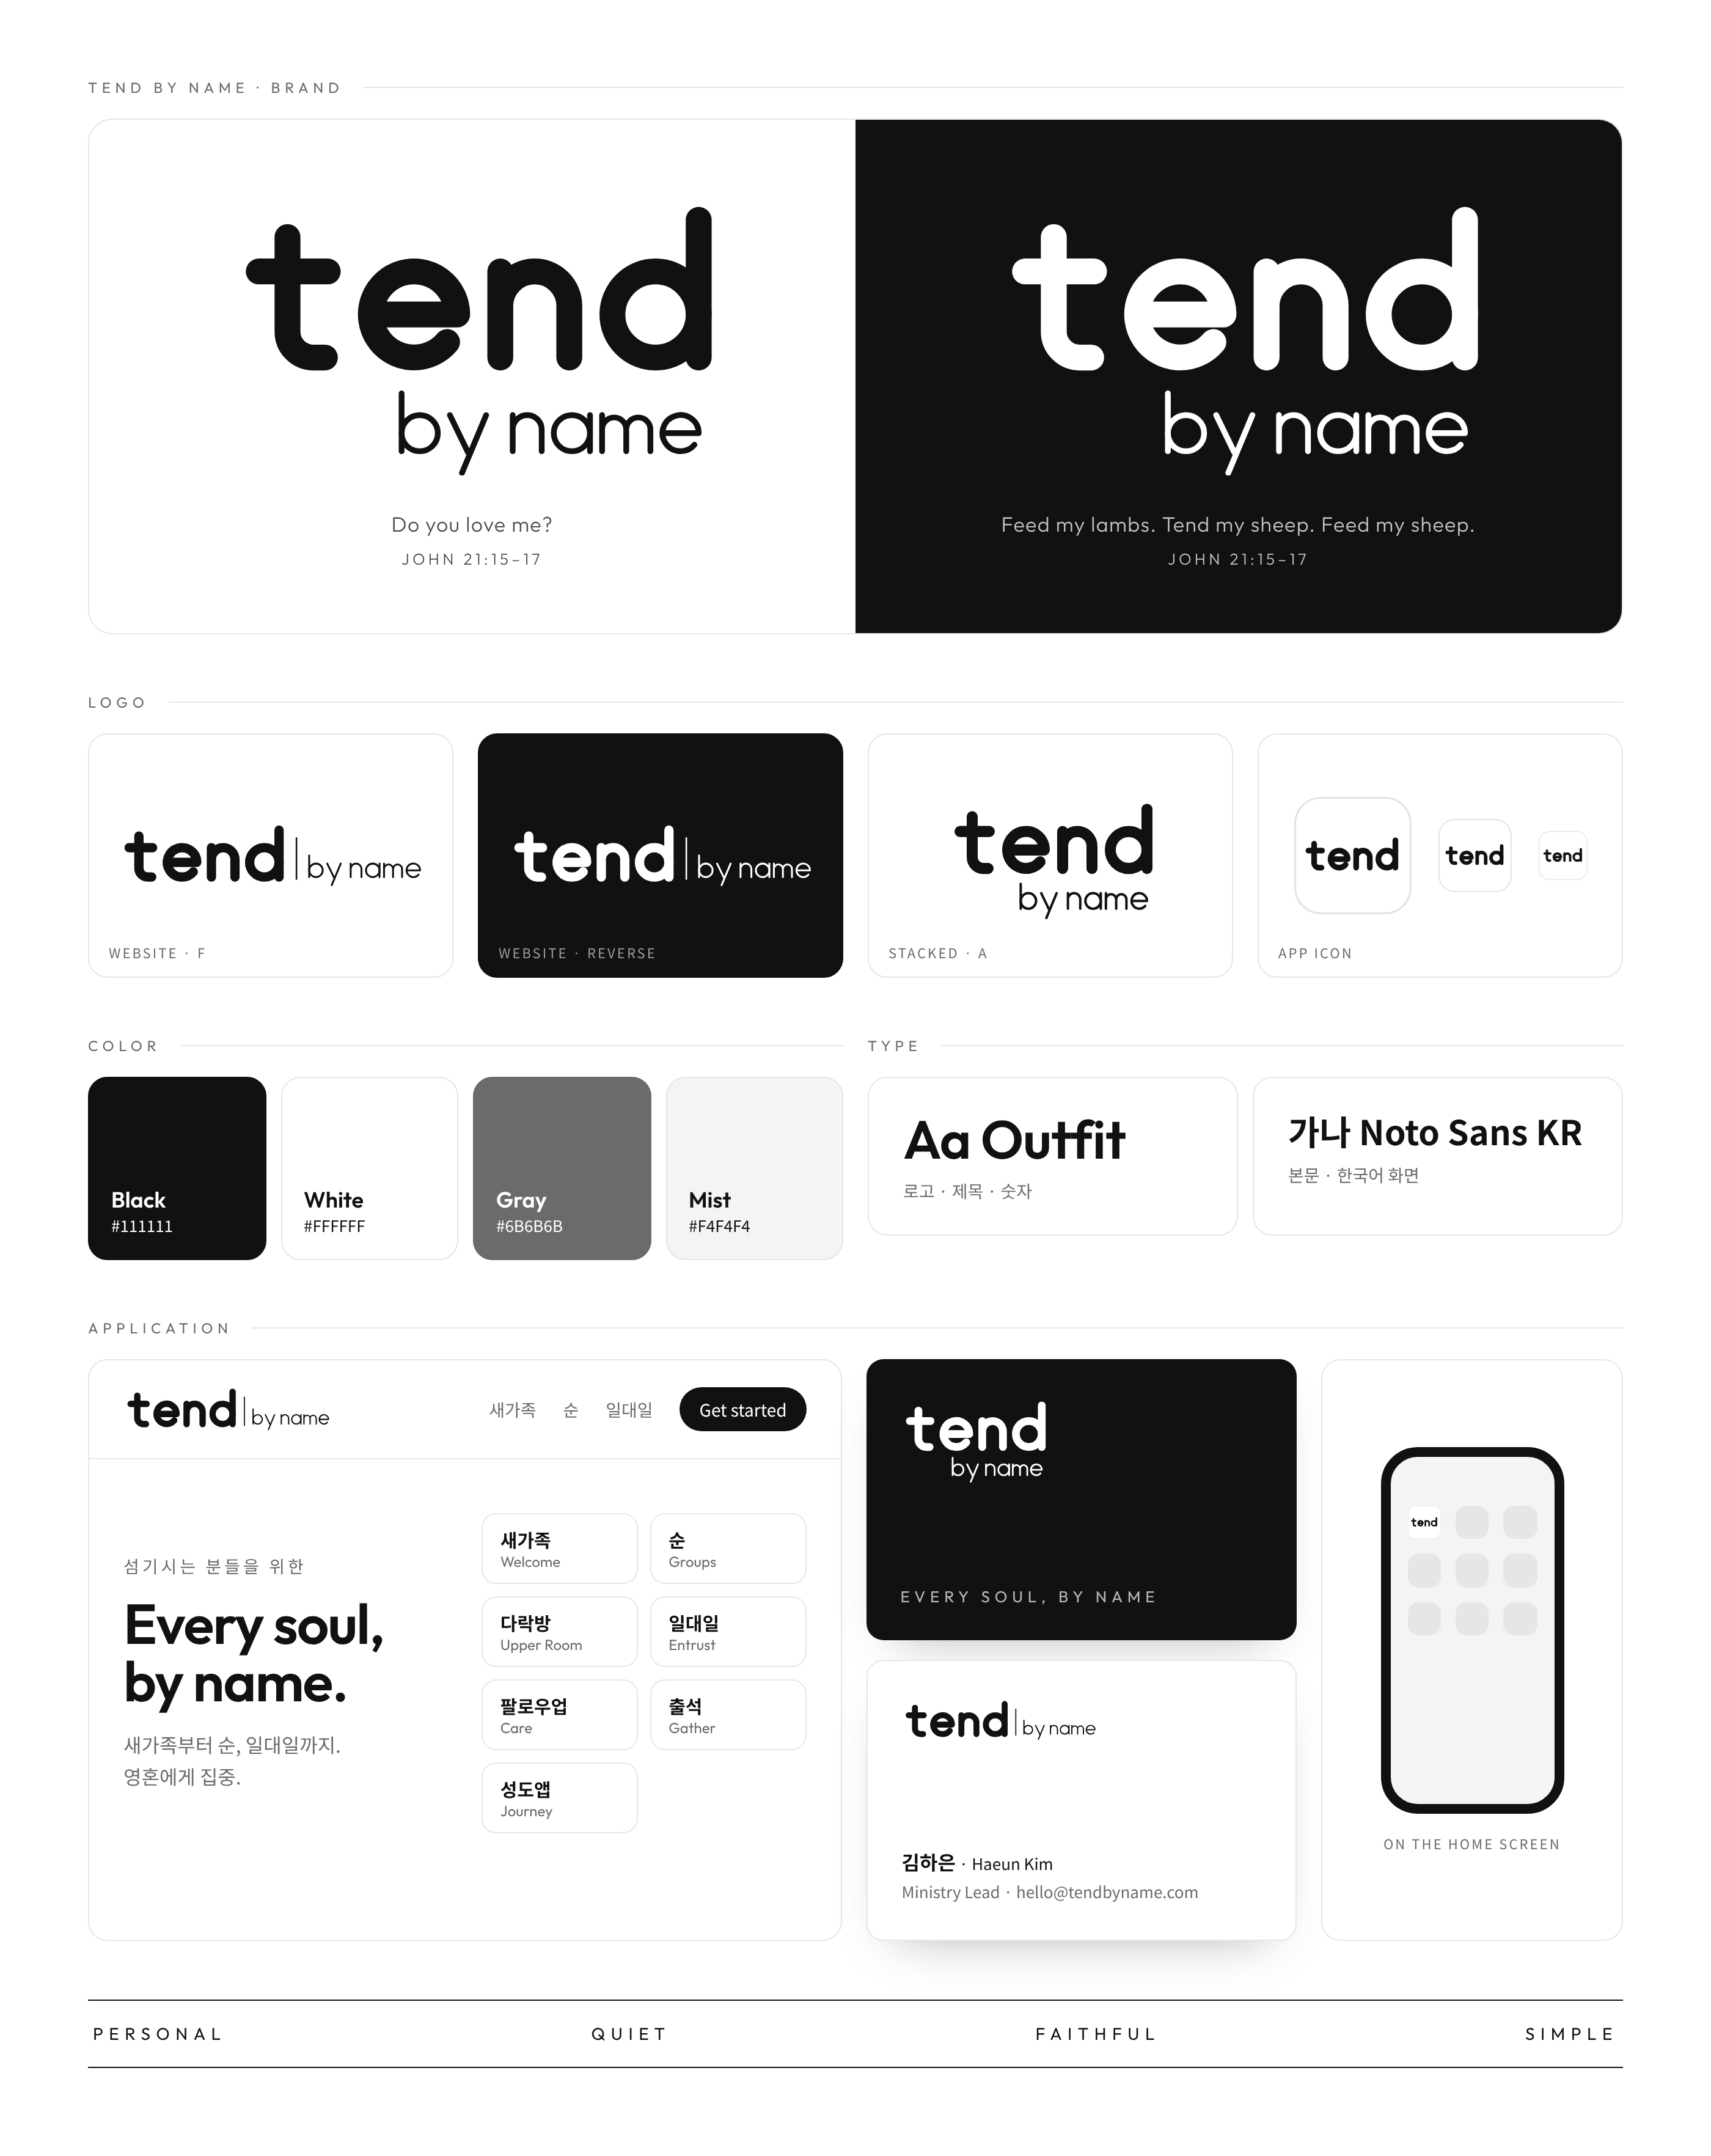 TEND BY NAME · BRAND
tend
by name
Do you love me?
JOHN 21:15–17
tend
by name
Feed my lambs. Tend my sheep. Feed my sheep.
JOHN 21:15–17
LOGO
tend by name
WEBSITE · F
tend by name
WEBSITE · REVERSE
tend
by name
STACKED · A
tend tend tend
APP ICON
COLOR
Black
#111111
White
#FFFFFF
Gray
#6B6B6B
Mist
#F4F4F4
TYPE
Aa Outfit
로고 · 제목 · 숫자
가나 Noto Sans KR
본문 · 한국어 화면
APPLICATION
tend by name
새가족 순 일대일 Get started
섬기시는 분들을 위한
Every soul,
by name.
새가족부터 순, 일대일까지.
영혼에게 집중.
새가족
Welcome
순
Groups
다락방
Upper Room
일대일
Entrust
팔로우업
Care
출석
Gather
성도앱
Journey
tend
by name
EVERY SOUL, BY NAME
tend by name
김하은 · Haeun Kim
Ministry Lead · hello@tendbyname.com
tend
ON THE HOME SCREEN
PERSONAL QUIET FAITHFUL SIMPLE